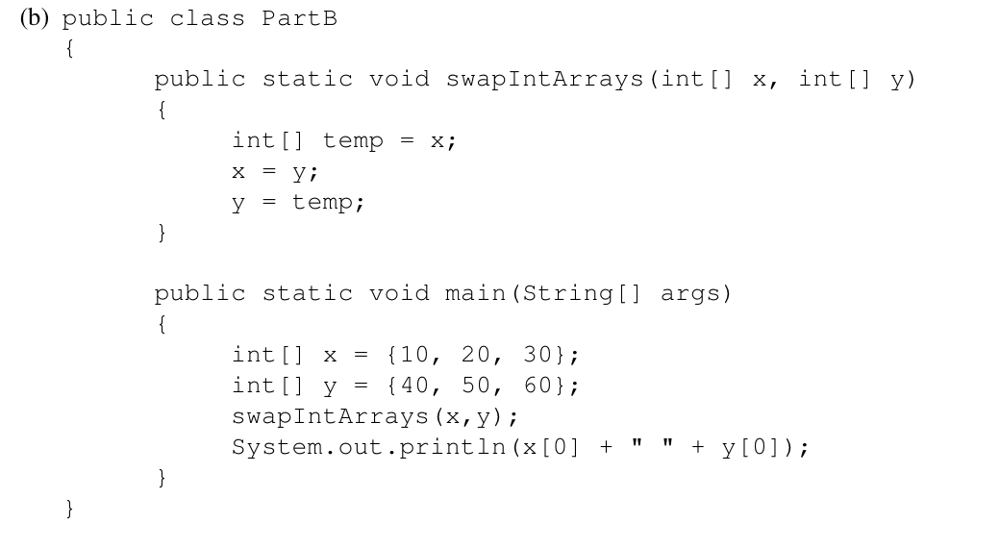 (b) public class PartB
{
public static void swapIntArrays(int[] x, int[] y)
{
int[] temp = x;
x = y;
y = temp;
}
public static void main(String[] args)
{
int[] x = {10, 20, 30};
int[] y = {40, 50, 60};
swapIntArrays(x,y);
System.out.println(x[0] + " " + y[0]);
}
}